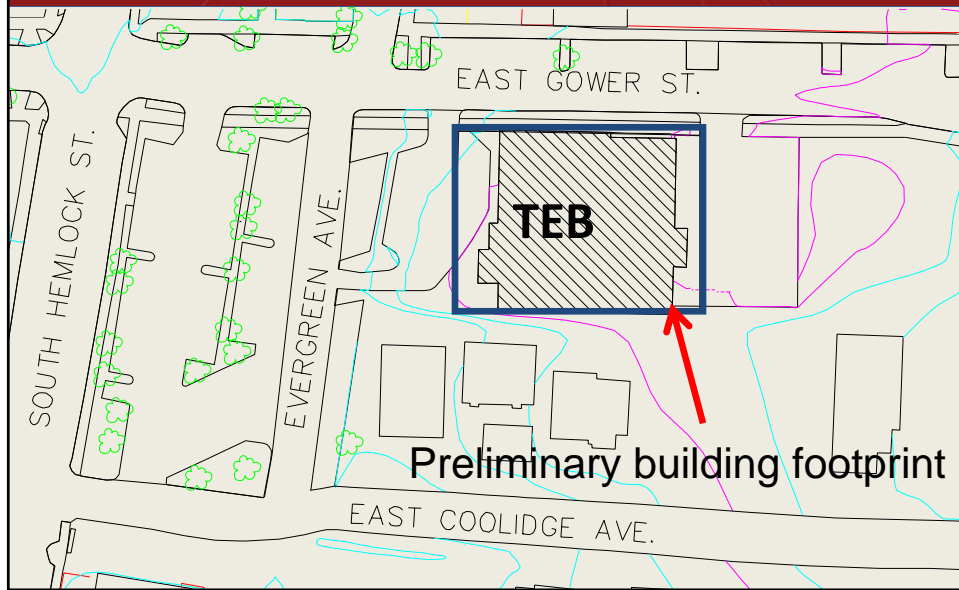 EAST GOWER ST.
SOUTH HEMLOCK ST.
EVERGREEN AVE.
TEB
Preliminary building footprint
EAST COOLIDGE AVE.